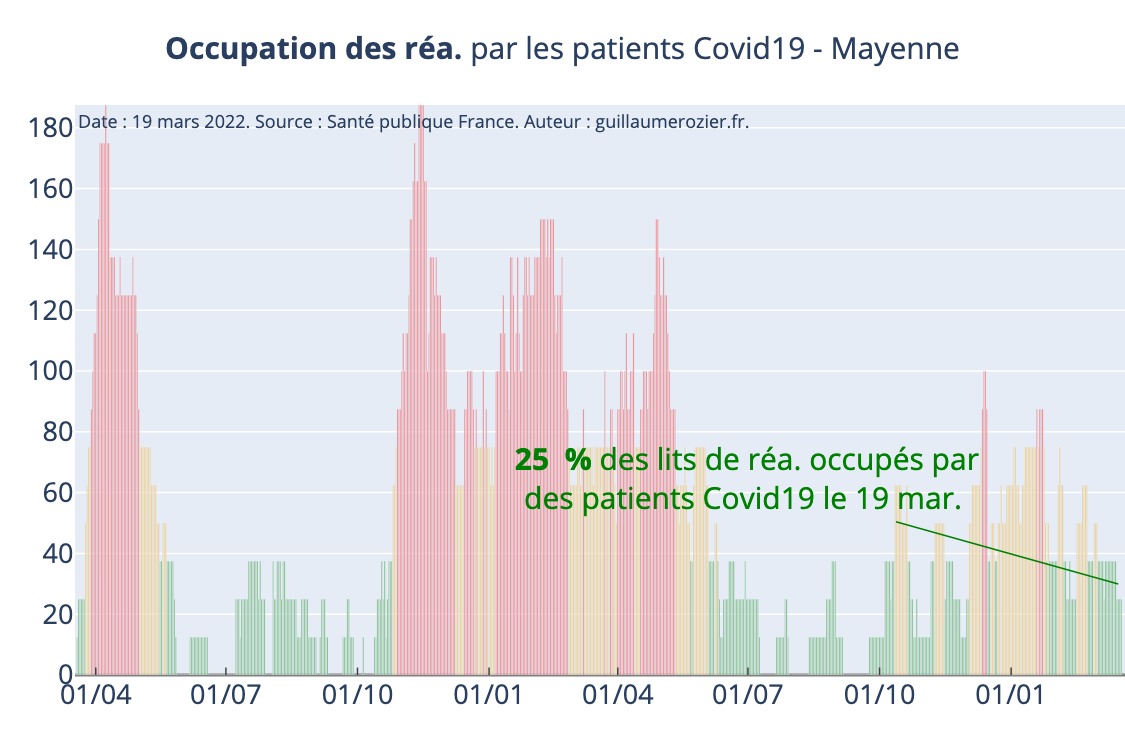 Occupation des réa. par les patients Covid19 - Mayenne
180
Date : 19 mars 2022. Source : Santé publique France. Auteur : guillaumerozier.fr.
160
140
120
100
80
25 % des lits de réa. occupés par
des patients Covid19 le 19 mar.
60
40
20
0
01/04 01/07 01/10 01/01 01/04 01/07 01/10 01/01